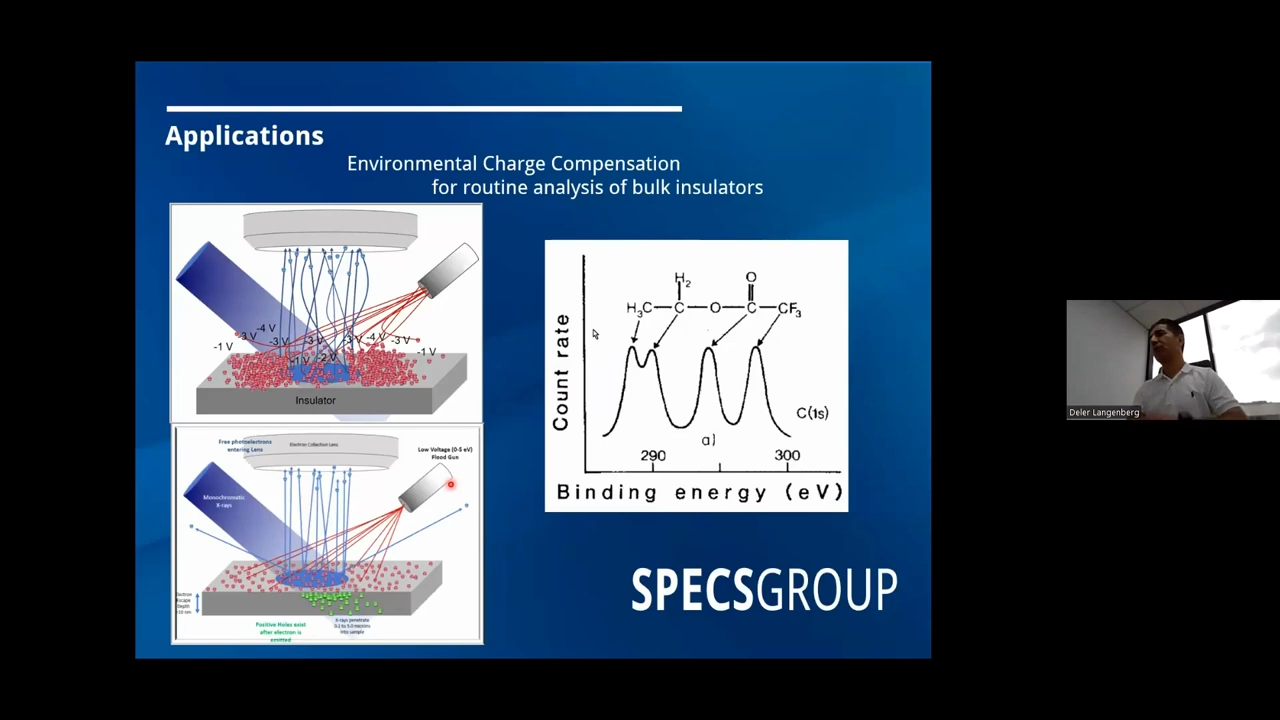 Applications
Environmental Charge Compensation
for routine analysis of bulk insulators
-4 V
-3 V
-3 V
-3 V
-3 V
-4 V
-3 V
-1 V
-1 V
-2 V
-1 V
Insulator
Free photoelectrons
entering Lens
Electron Collection Lens
Low Voltage (0-5 eV)
Flood Gun
Monochromatic
X-rays
Electron
Escape
Depth
Positive Holes exist
after electron is
emitted
X-rays penetrate
0.1 to 5.0 microns
into sample
H2
O
H3C
C
O
C
CF3
Count rate
C(1s)
a)
290
300
Binding energy (eV)
SPECSGROUP
Deler Langenberg